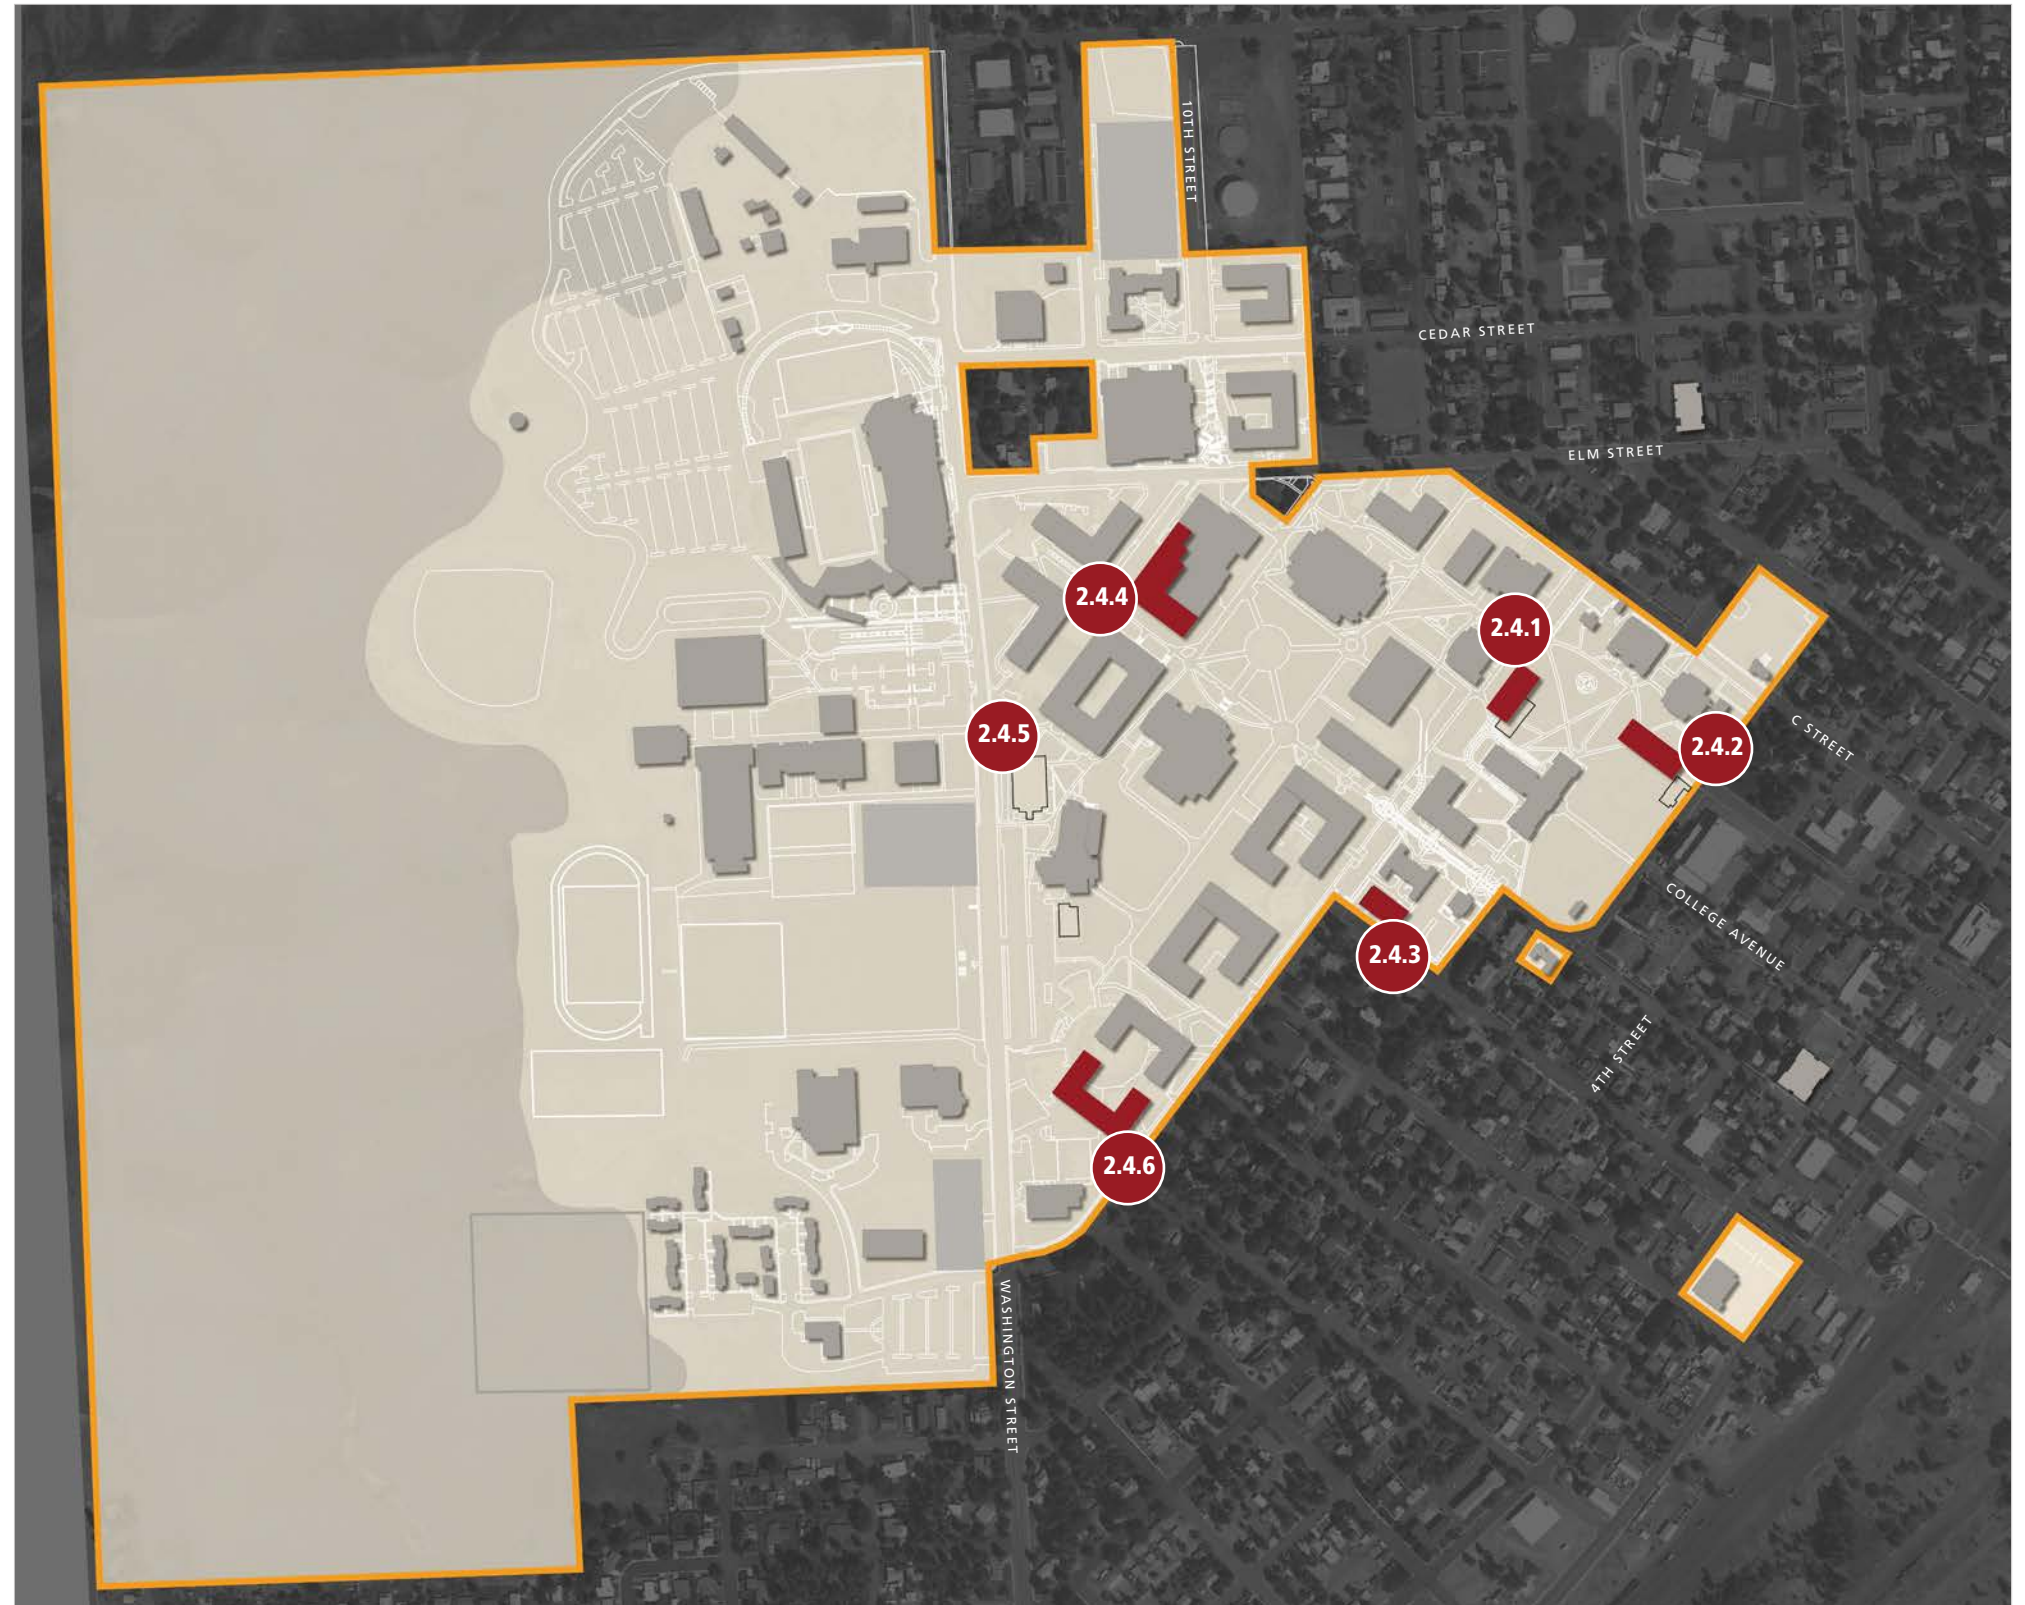 10TH STREET
CEDAR STREET
ELM STREET
2.4.4
2.4.1
2.4.5
2.4.2
C STREET
COLLEGE AVENUE
2.4.3
4TH STREET
2.4.6
WASHINGTON STREET